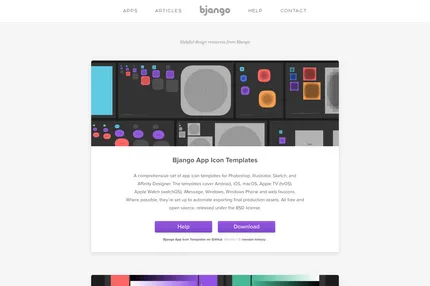 APPS
ARTICLES
bjango
HELP
CONTACT
Helpful design resources from Bjango.
Bjango App Icon Templates
A comprehensive set of app icon templates for Photoshop, Illustrator, Sketch, and
Affinity Designer. The templates cover Android, iOS, macOS, Apple TV (tvOS),
Apple Watch (watchOS), iMessage, Windows, Windows Phone and web favicons.
Where possible, they're set up to automate exporting final production assets. All free and
open source, released under the BSD license.
Help
Download
Bjango App Icon Templates on GitHub. version history